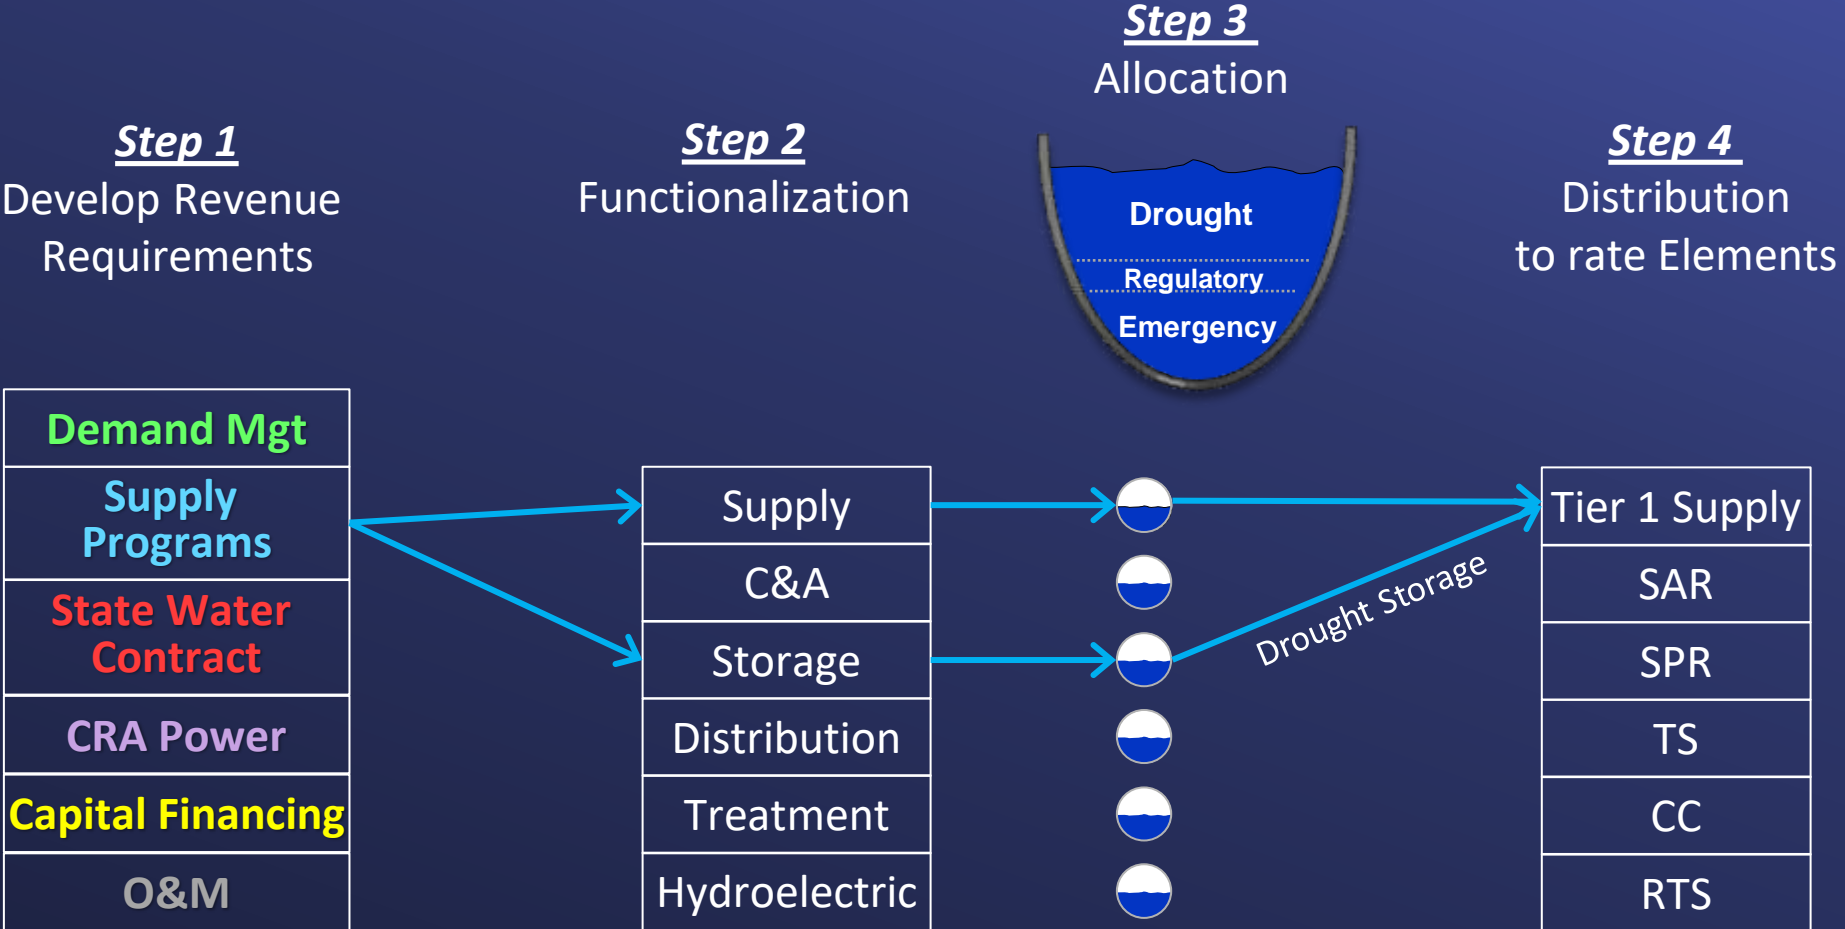 Step 1
Develop Revenue
Requirements
Step 2
Functionalization
Step 3
Allocation
Drought
Regulatory
Emergency
Step 4
Distribution
to rate Elements
Demand Mgt
Supply
Programs
State Water
Contract
CRA Power
Capital Financing
O&M
Supply
C&A
Storage
Distribution
Treatment
Hydroelectric
Drought Storage
Tier 1 Supply
SAR
SPR
TS
CC
RTS